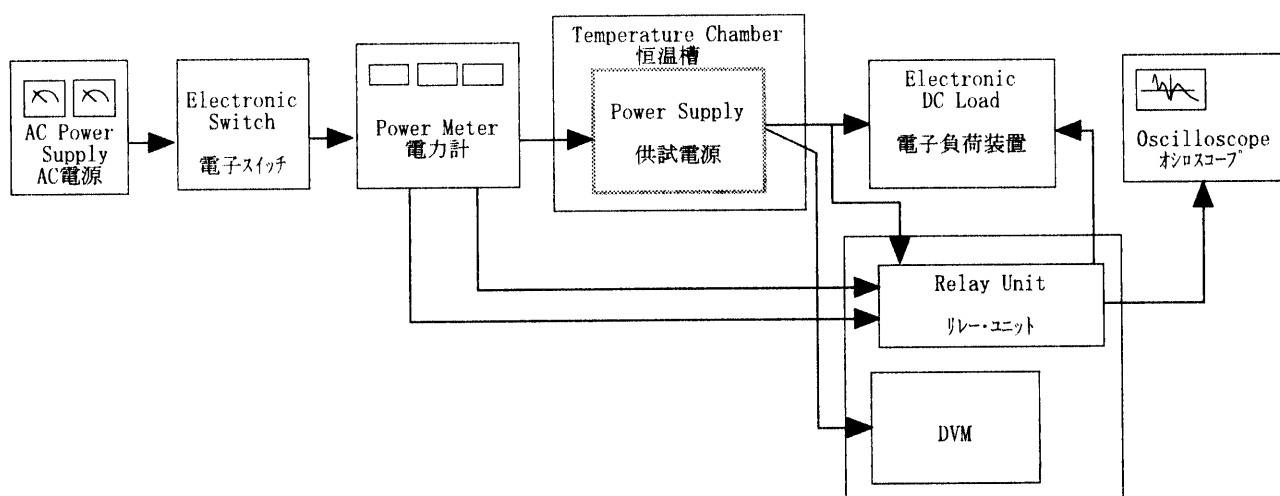 AC Power
Supply
AC電源
Electronic
Switch
電子スイッチ
Power Meter
電力計
Temperature Chamber
恒温槽
Power Supply
供試電源
Electronic
DC Load
電子負荷装置
Oscilloscope
オシロスコープ
Relay Unit
リレー・ユニット
DVM